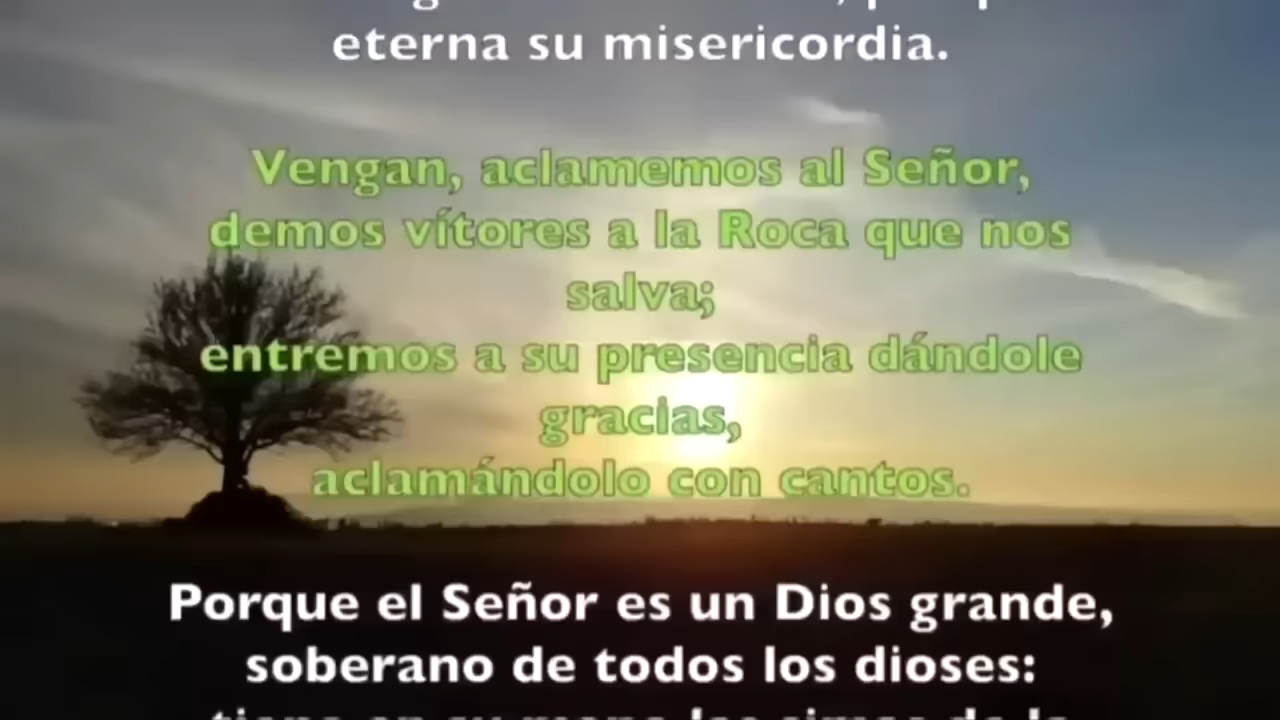 eterna su misericordia.
Vengan, aclamemos al Señor,
demos vítores a la Roca que nos
salva;
entremos a su presencia dándole
gracias,
aclamándolo con cantos.
Porque el Señor es un Dios grande,
soberano de todos los dioses: